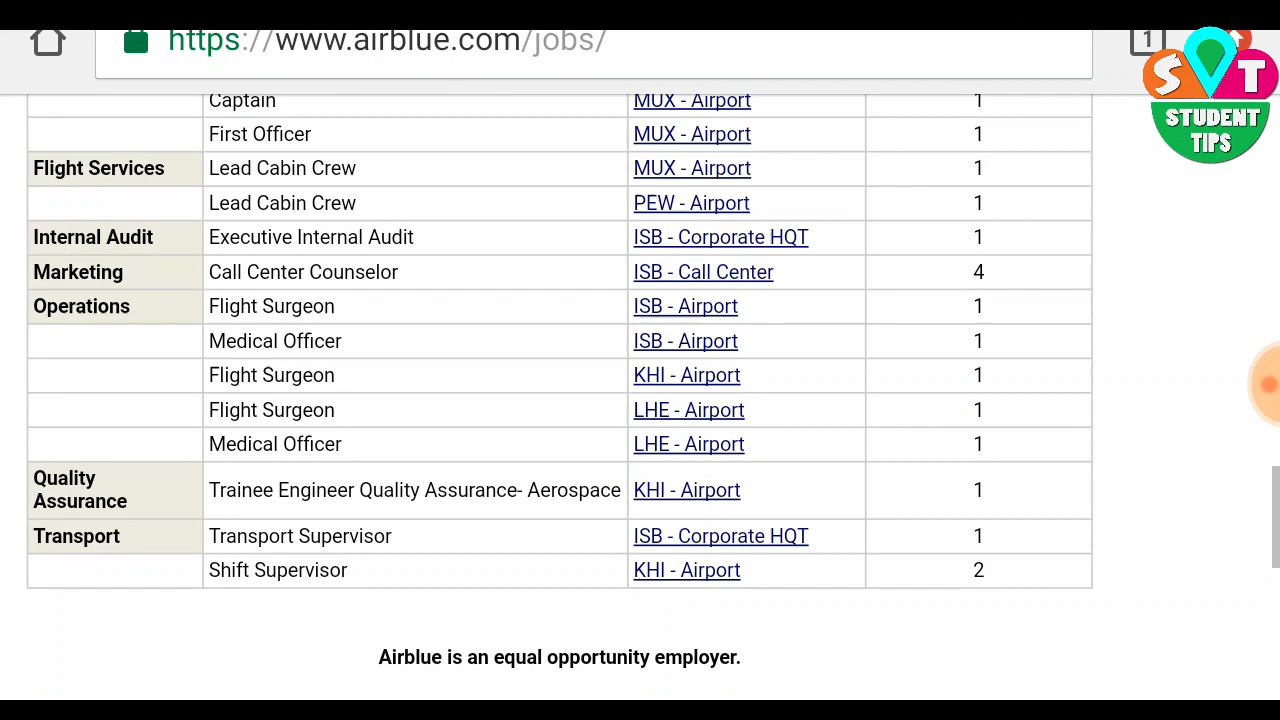 https://www.airblue.com/jobs/
1
S T
STUDENT
TIPS
Captain MUX - Airport 1
First Officer MUX - Airport 1
Flight Services Lead Cabin Crew MUX - Airport 1
Lead Cabin Crew PEW - Airport 1
Internal Audit Executive Internal Audit ISB - Corporate HQT 1
Marketing Call Center Counselor ISB - Call Center 4
Operations Flight Surgeon ISB - Airport 1
Medical Officer ISB - Airport 1
Flight Surgeon KHI - Airport 1
Flight Surgeon LHE - Airport 1
Medical Officer LHE - Airport 1
Quality
Assurance Trainee Engineer Quality Assurance- Aerospace KHI - Airport 1
Transport Transport Supervisor ISB - Corporate HQT 1
Shift Supervisor KHI - Airport 2
Airblue is an equal opportunity employer.